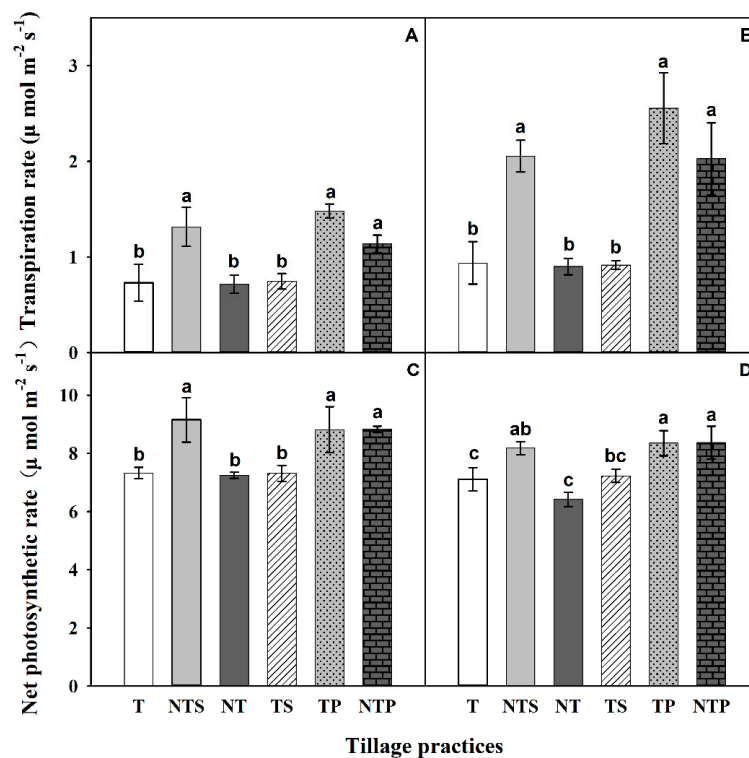 Transpiration rate (μ mol m⁻² s⁻¹)
A
3
2
1
0
b
a
b
b
a
a
B
a
b
b
b
a
a
Net photosynthetic rate（μ mol m⁻² s⁻¹）
C
10
8
6
4
2
0
b
a
b
b
a
a
D
c
ab
c
bc
a
a
T NTS NT TS TP NTP
T NTS NT TS TP NTP
Tillage practices